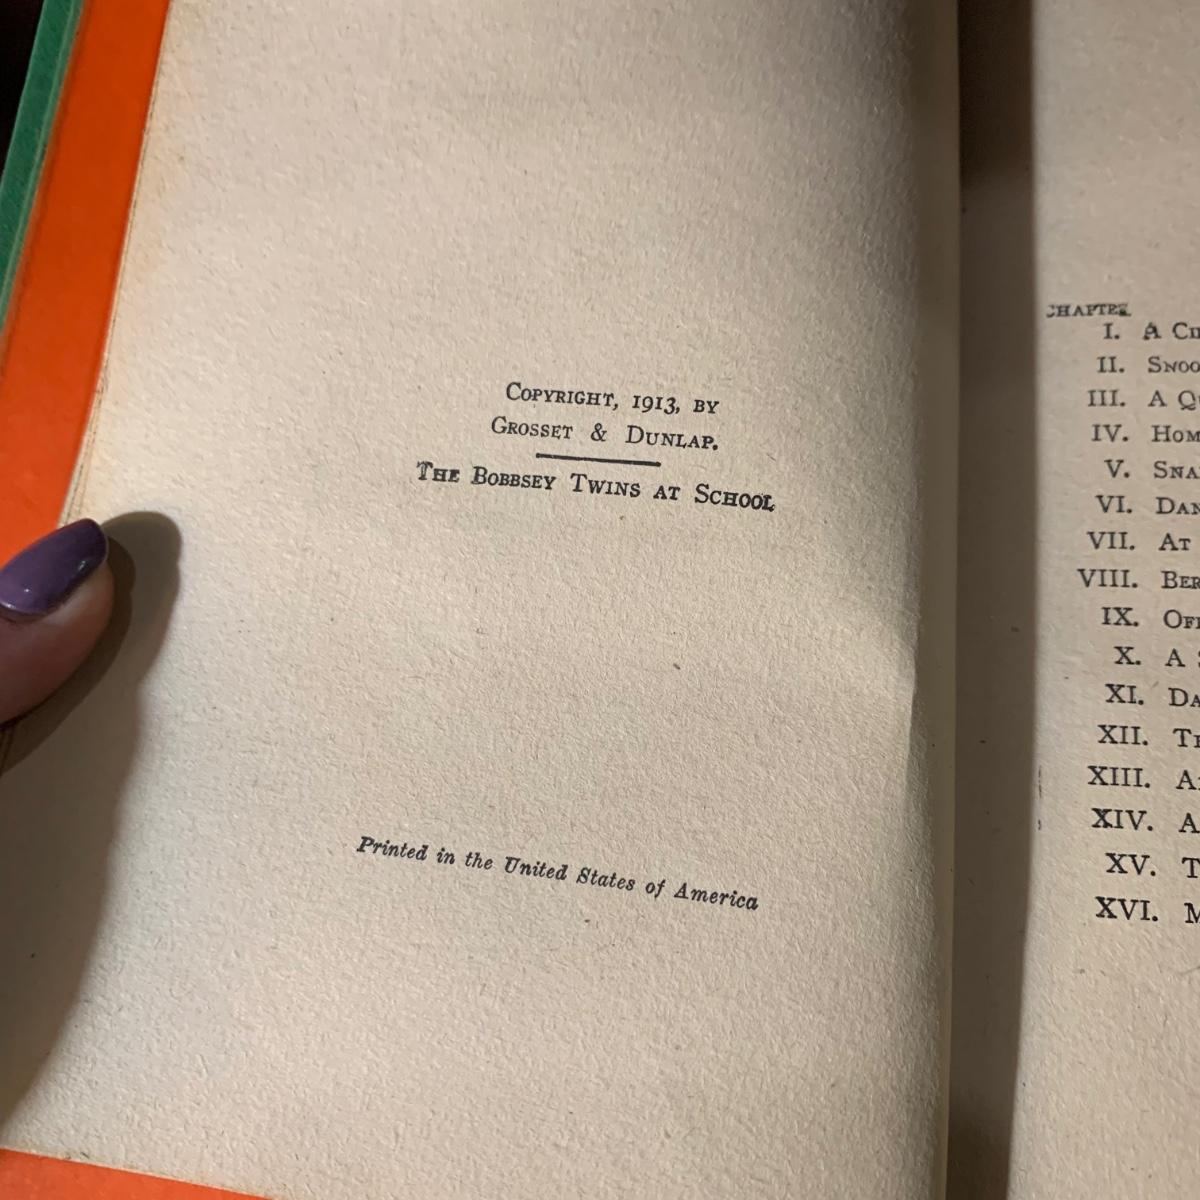 COPYRIGHT, 1913, BY
GROSSET & DUNLAP.
THE BOBBSEY TWINS AT SCHOOL
Printed in the United States of America
CHAPTER
I. A
II.
III. A
IV.
V.
VI.
VII. AT
VIII.
IX.
X. A
XI.
XII.
XIII.
XIV.
XV.
XVI.